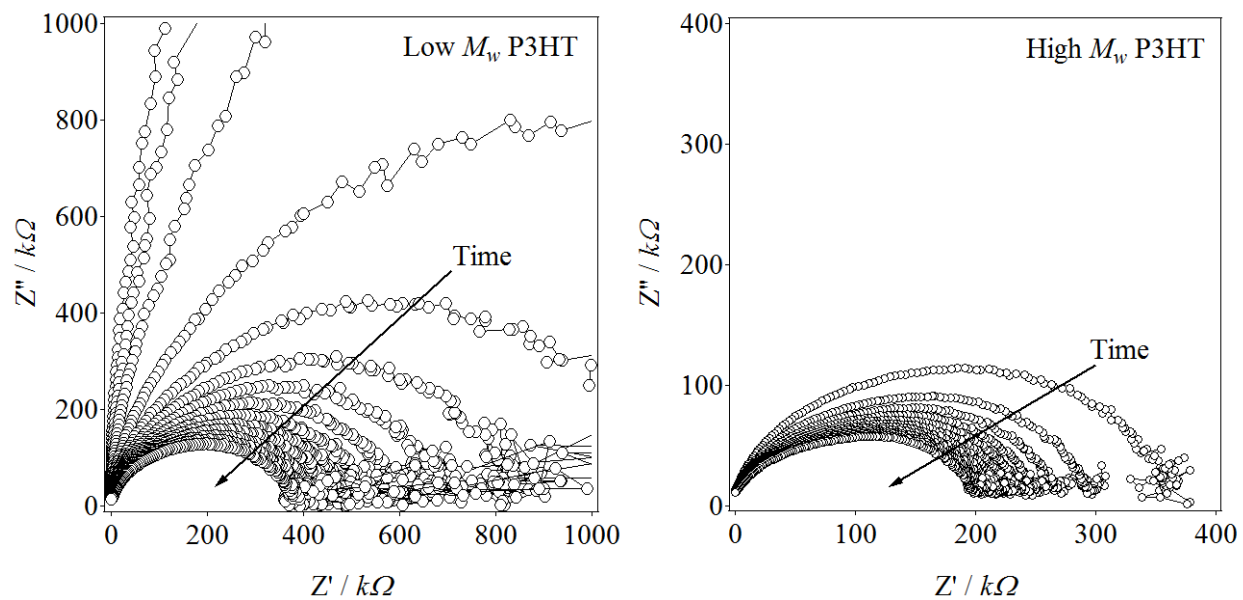 1000
800
600
400
200
0
Z'' / kΩ
Low Mw P3HT
Time
0 200 400 600 800 1000
Z' / kΩ
400
300
200
100
0
Z'' / kΩ
High Mw P3HT
Time
0 100 200 300 400
Z' / kΩ